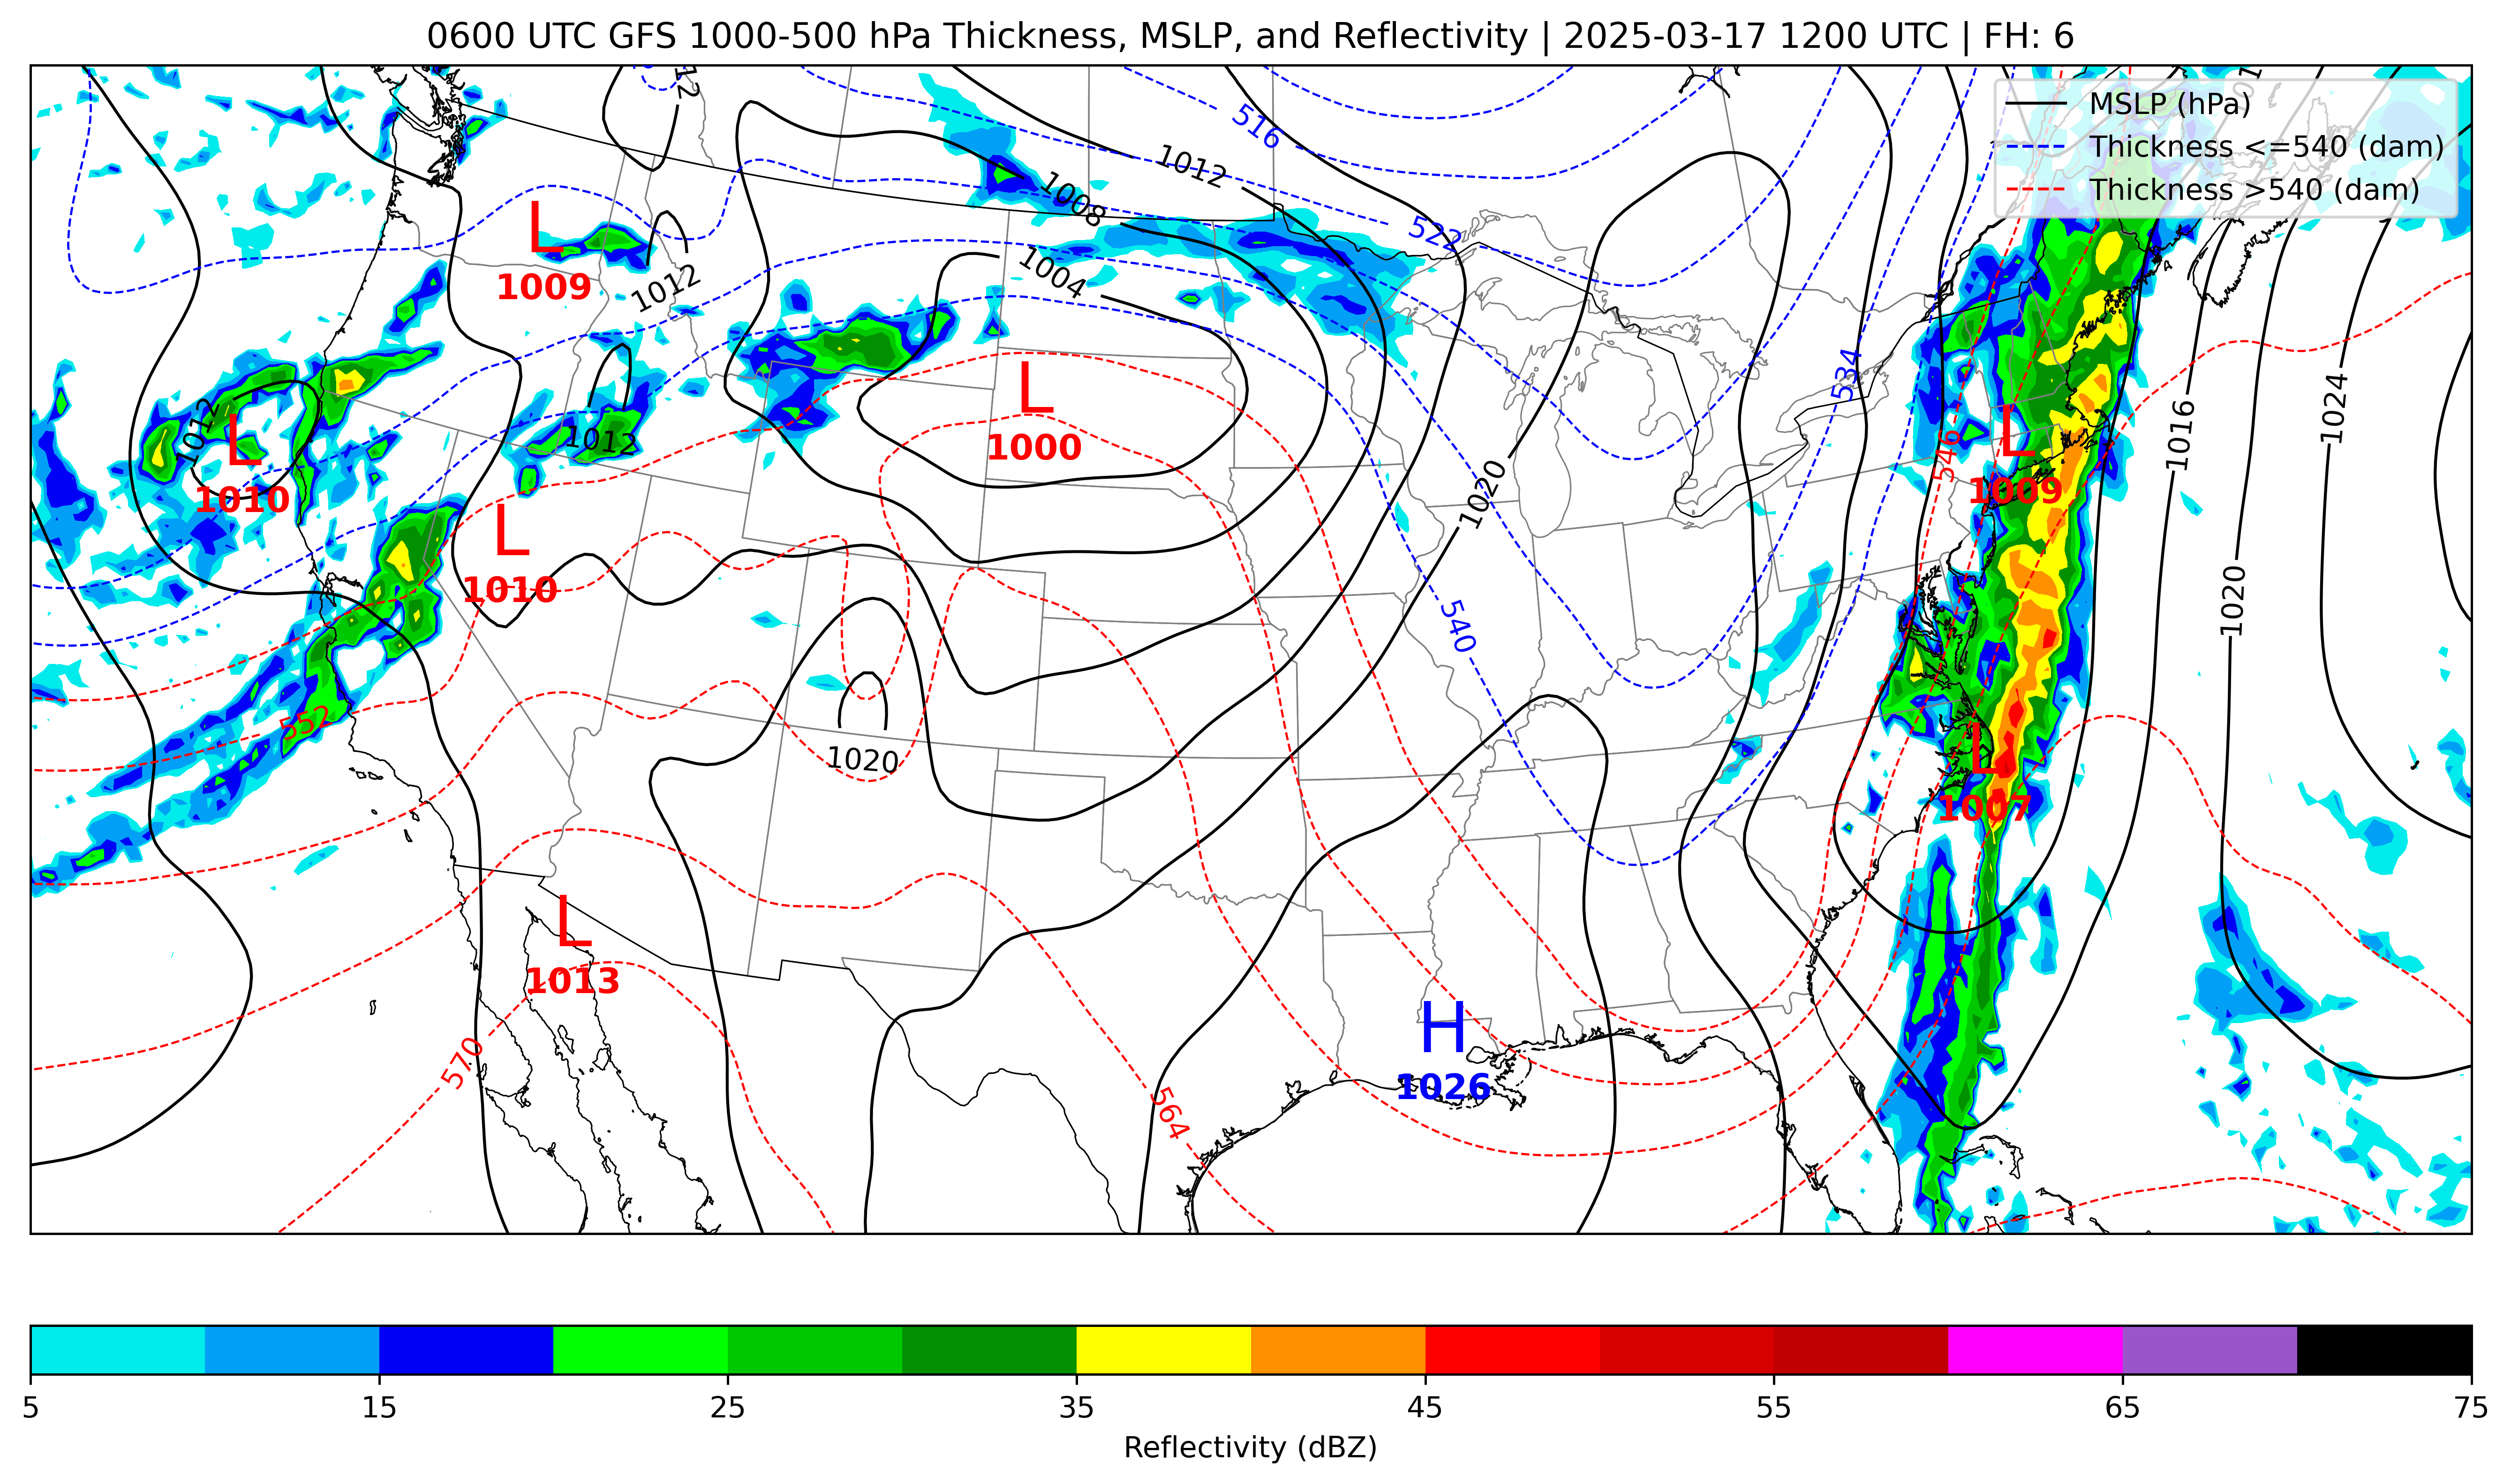 0600 UTC GFS 1000-500 hPa Thickness, MSLP, and Reflectivity | 2025-03-17 1200 UTC | FH: 6
MSLP (hPa)
Thickness <=540 (dam)
Thickness >540 (dam)
516
1012
1008
522
L
1009
1012
1004
534
L
1000
1012
L
1010
1012
546
L
1009
1016
1024
1020
L
1010
540
1020
552
1020
L
1007
L
1013
570
H
1026
564
5
15
25
35
45
55
65
75
Reflectivity (dBZ)